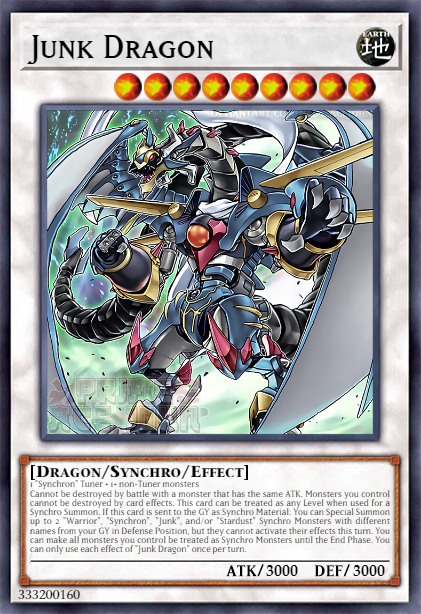 JUNK DRAGON
EARTH
地
[DRAGON/SYNCHRO/EFFECT]
1 "Synchron" Tuner + 1+ non-Tuner monsters
Cannot be destroyed by battle with a monster that has the same ATK. Monsters you control
cannot be destroyed by card effects. This card can be treated as any Level when used for a
Synchro Summon. If this card is sent to the GY as Synchro Material: You can Special Summon
up to 2 "Warrior", "Synchron", "Junk", and/or "Stardust" Synchro Monsters with different
names from your GY in Defense Position, but they cannot activate their effects this turn. You
can make all monsters you control be treated as Synchro Monsters until the End Phase. You
can only use each effect of "Junk Dragon" once per turn.
ATK/3000 DEF/3000
333200160